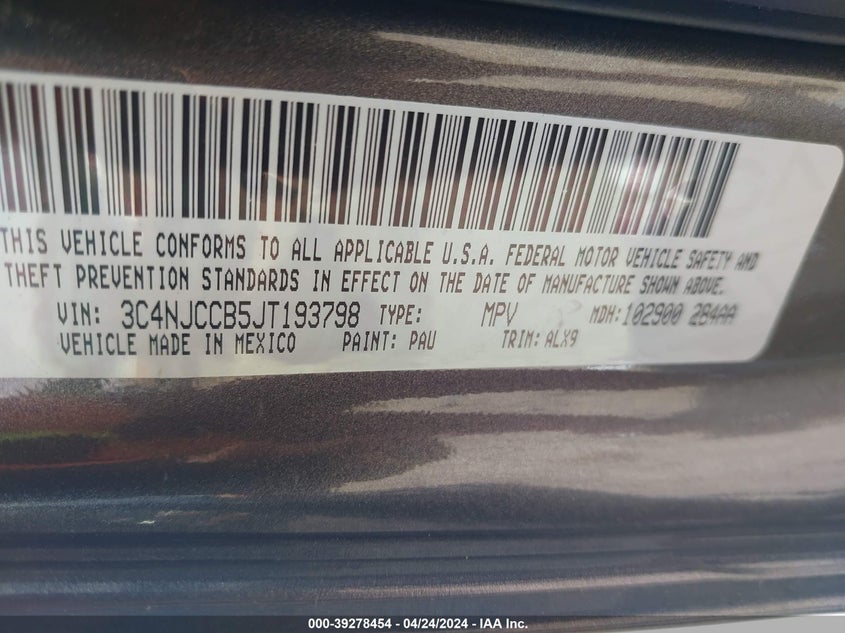 THIS VEHICLE CONFORMS TO ALL APPLICABLE U.S.A. FEDERAL MOTOR VEHICLE SAFETY AND
THEFT PREVENTION STANDARDS IN EFFECT ON THE DATE OF MANUFACTURE SHOWN ABOVE.
VIN: 3C4NJCCB5JT193798 TYPE: MPV MDH: 102900 284AA
VEHICLE MADE IN MEXICO PAINT: PAU TRIM: ALX9
000-39278454 - 04/24/2024 - IAA Inc.